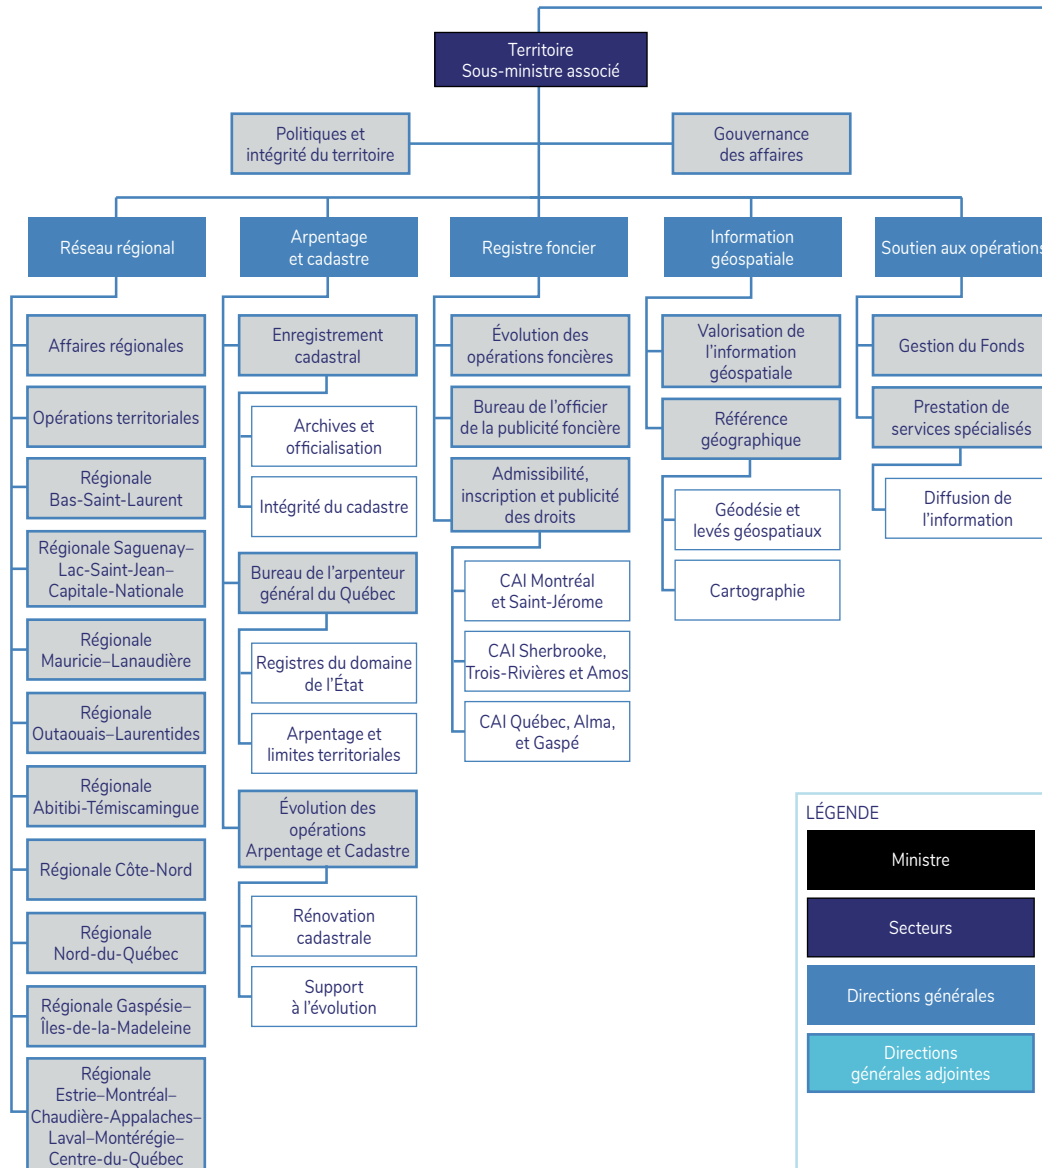 Territoire
Sous-ministre associé
Politiques et
intégrité du territoire
Gouvernance
des affaires
Réseau régional
Affaires régionales
Opérations territoriales
Régionale
Bas-Saint-Laurent
Régionale Saguenay–
Lac-Saint-Jean–
Capitale-Nationale
Régionale
Mauricie–Lanaudière
Régionale
Outaouais–Laurentides
Régionale
Abitibi-Témiscamingue
Régionale Côte-Nord
Régionale
Nord-du-Québec
Régionale Gaspésie–
Îles-de-la-Madeleine
Régionale
Estrie–Montréal–
Chaudière-Appalaches–
Laval–Montérégie–
Centre-du-Québec
Arpentage
et cadastre
Enregistrement
cadastral
Archives et
officialisation
Intégrité du cadastre
Bureau de l'arpenteur
général du Québec
Registres du domaine
de l'État
Arpentage et
limites territoriales
Évolution des
opérations
Arpentage et Cadastre
Rénovation
cadastrale
Support
à l'évolution
Registre foncier
Évolution des
opérations foncières
Bureau de l'officier
de la publicité foncière
Admissibilité,
inscription et publicité
des droits
CAI Montréal
et Saint-Jérome
CAI Sherbrooke,
Trois-Rivières et Amos
CAI Québec, Alma,
et Gaspé
Information
géospatiale
Valorisation de
l'information
géospatiale
Référence
géographique
Géodésie et
levés géospatiaux
Cartographie
Soutien aux opérations
Gestion du Fonds
Prestation de
services spécialisés
Diffusion de
l'information
LÉGENDE
Ministre
Secteurs
Directions générales
Directions
générales adjointes